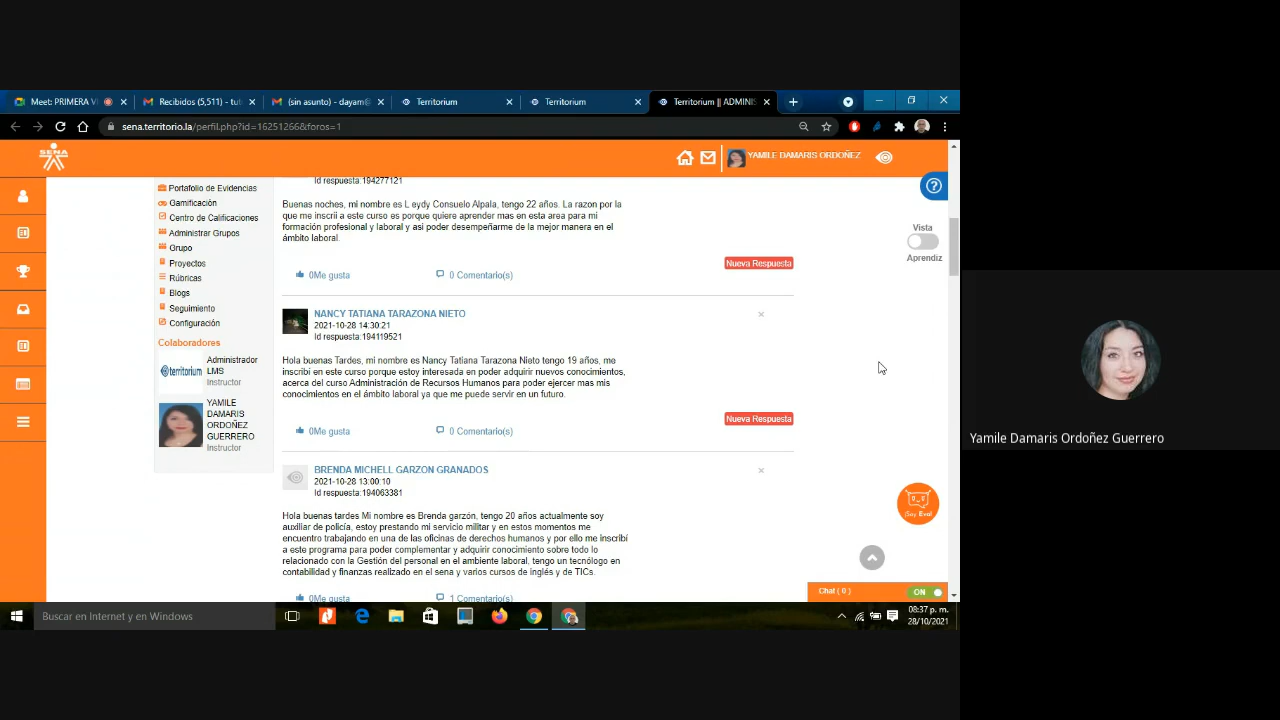 Meet: PRIMERA V
Recibidos (5,511) - tut
(sin asunto) - dayam@
Territorium
Territorium
Territorium || ADMINIS
sena.territorio.la/perfil.php?id=16251266&foros=1
SENA
YAMILE DAMARIS ORDOÑEZ
Portafolio de Evidencias
Gamificación
Centro de Calificaciones
Administrar Grupos
Grupo
Proyectos
Rúbricas
Blogs
Seguimiento
Configuración
Colaboradores
territorium
Administrador
LMS
Instructor
YAMILE
DAMARIS
ORDOÑEZ
GUERRERO
Instructor
Id respuesta:194277121
Buenas noches, mi nombre es L eydy Consuelo Alpala, tengo 22 años. La razon por la
que me inscrií a este curso es porque quiere aprender mas en esta area para mi
formación profesional y laboral y asi poder desempeñarme de la mejor manera en el
ámbito laboral.
Nueva Respuesta
0Me gusta
0 Comentario(s)
NANCY TATIANA TARAZONA NIETO
2021-10-28 14:30:21
Id respuesta:194119521
Hola buenas Tardes, mi nombre es Nancy Tatiana Tarazona Nieto tengo 19 años, me
inscribi en este curso porque estoy interesada en poder adquirir nuevos conocimientos,
acerca del curso Administración de Recursos Humanos para poder ejercer mas mis
conocimientos en el ámbito laboral ya que me puede servir en un futuro.
Nueva Respuesta
0Me gusta
0 Comentario(s)
BRENDA MICHELL GARZON GRANADOS
2021-10-28 13:00:10
Id respuesta:194063381
Hola buenas tardes Mi nombre es Brenda garzón, tengo 20 años actualmente soy
auxiliar de policía, estoy prestando mi servicio militar y en estos momentos me
encuentro trabajando en una de las oficinas de derechos humanos y por ello me inscribí
a este programa para poder complementar y adquirir conocimiento sobre todo lo
relacionado con la Gestión del personal en el ambiente laboral, tengo un tecnólogo en
contabilidad y finanzas realizado en el sena y varios cursos de inglés y de TICs.
0Me gusta
1 Comentario(s)
Vista
Aprendiz
¡Soy Eva!
Chat ( 0 )
ON
Buscar en Internet y en Windows
08:37 p. m.
28/10/2021
Yamile Damaris Ordoñez Guerrero